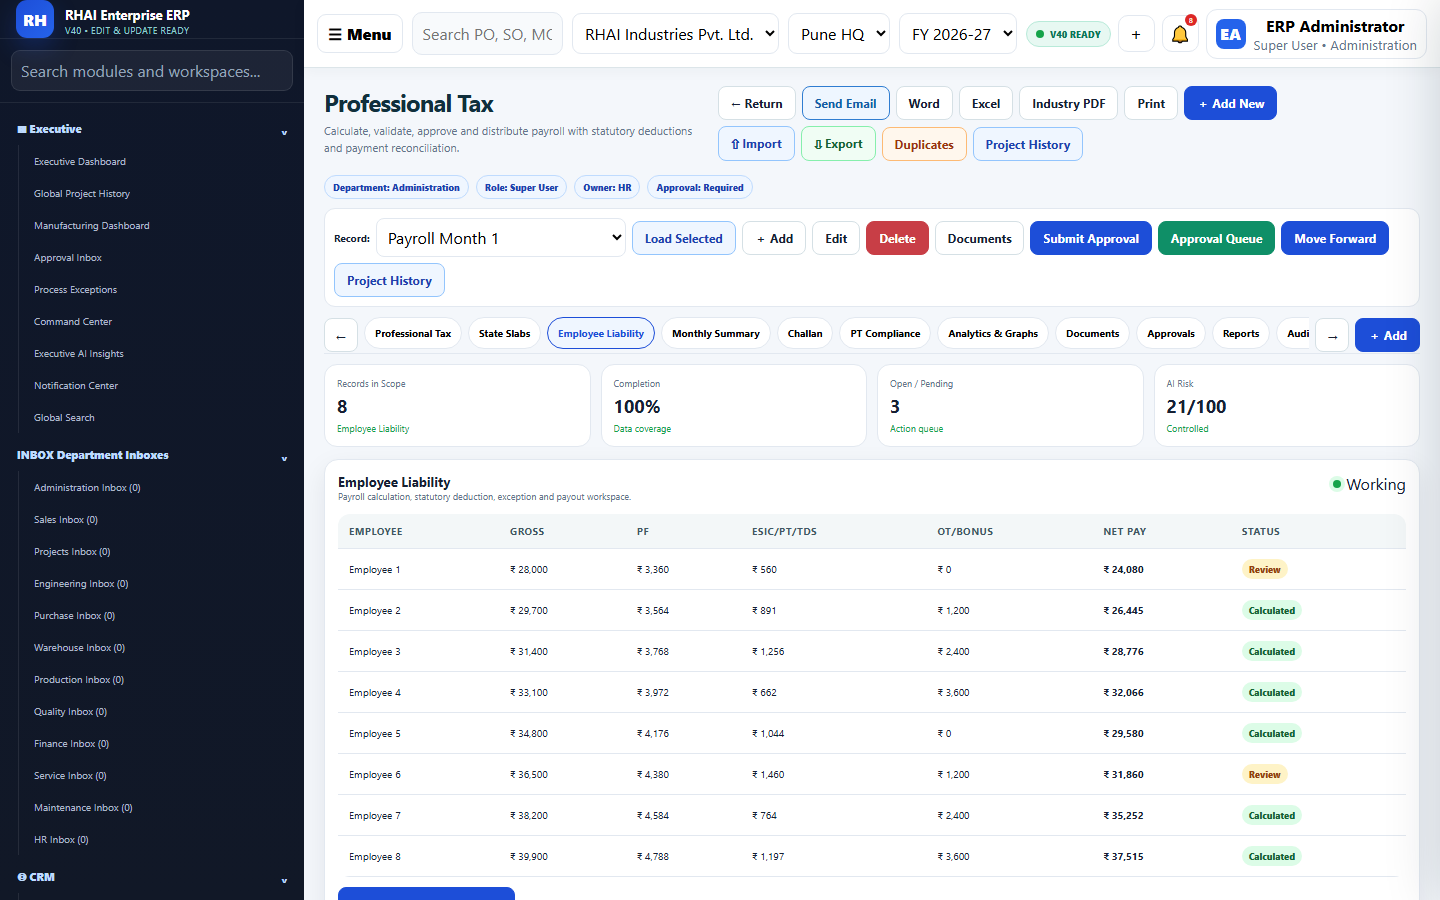 RH
RHAI Enterprise ERP
V40 • EDIT & UPDATE READY
Search modules and workspaces...
Executive
Executive Dashboard
Global Project History
Manufacturing Dashboard
Approval Inbox
Process Exceptions
Command Center
Executive AI Insights
Notification Center
Global Search
INBOX Department Inboxes
Administration Inbox (0)
Sales Inbox (0)
Projects Inbox (0)
Engineering Inbox (0)
Purchase Inbox (0)
Warehouse Inbox (0)
Production Inbox (0)
Quality Inbox (0)
Finance Inbox (0)
Service Inbox (0)
Maintenance Inbox (0)
HR Inbox (0)
CRM
☰ Menu
Search PO, SO, MC
RHAI Industries Pvt. Ltd.
Pune HQ
FY 2026-27
V40 READY
+
8
EA
ERP Administrator
Super User • Administration
Professional Tax
Calculate, validate, approve and distribute payroll with statutory deductions
and payment reconciliation.
← Return
Send Email
Word
Excel
Industry PDF
Print
+ Add New
⇧ Import
⇩ Export
Duplicates
Project History
Department: Administration
Role: Super User
Owner: HR
Approval: Required
Record:
Payroll Month 1
Load Selected
+ Add
Edit
Delete
Documents
Submit Approval
Approval Queue
Move Forward
Project History
←
Professional Tax
State Slabs
Employee Liability
Monthly Summary
Challan
PT Compliance
Analytics & Graphs
Documents
Approvals
Reports
Audi
→
+ Add
Records in Scope
8
Employee Liability
Completion
100%
Data coverage
Open / Pending
3
Action queue
AI Risk
21/100
Controlled
Employee Liability
Payroll calculation, statutory deduction, exception and payout workspace.
Working
EMPLOYEE GROSS PF ESIC/PT/TDS OT/BONUS NET PAY STATUS
Employee 1 ₹ 28,000 ₹ 3,360 ₹ 560 ₹ 0 ₹ 24,080 Review
Employee 2 ₹ 29,700 ₹ 3,564 ₹ 891 ₹ 1,200 ₹ 26,445 Calculated
Employee 3 ₹ 31,400 ₹ 3,768 ₹ 1,256 ₹ 2,400 ₹ 28,776 Calculated
Employee 4 ₹ 33,100 ₹ 3,972 ₹ 662 ₹ 3,600 ₹ 32,066 Calculated
Employee 5 ₹ 34,800 ₹ 4,176 ₹ 1,044 ₹ 0 ₹ 29,580 Calculated
Employee 6 ₹ 36,500 ₹ 4,380 ₹ 1,460 ₹ 1,200 ₹ 31,860 Review
Employee 7 ₹ 38,200 ₹ 4,584 ₹ 764 ₹ 2,400 ₹ 35,252 Calculated
Employee 8 ₹ 39,900 ₹ 4,788 ₹ 1,197 ₹ 3,600 ₹ 37,515 Calculated